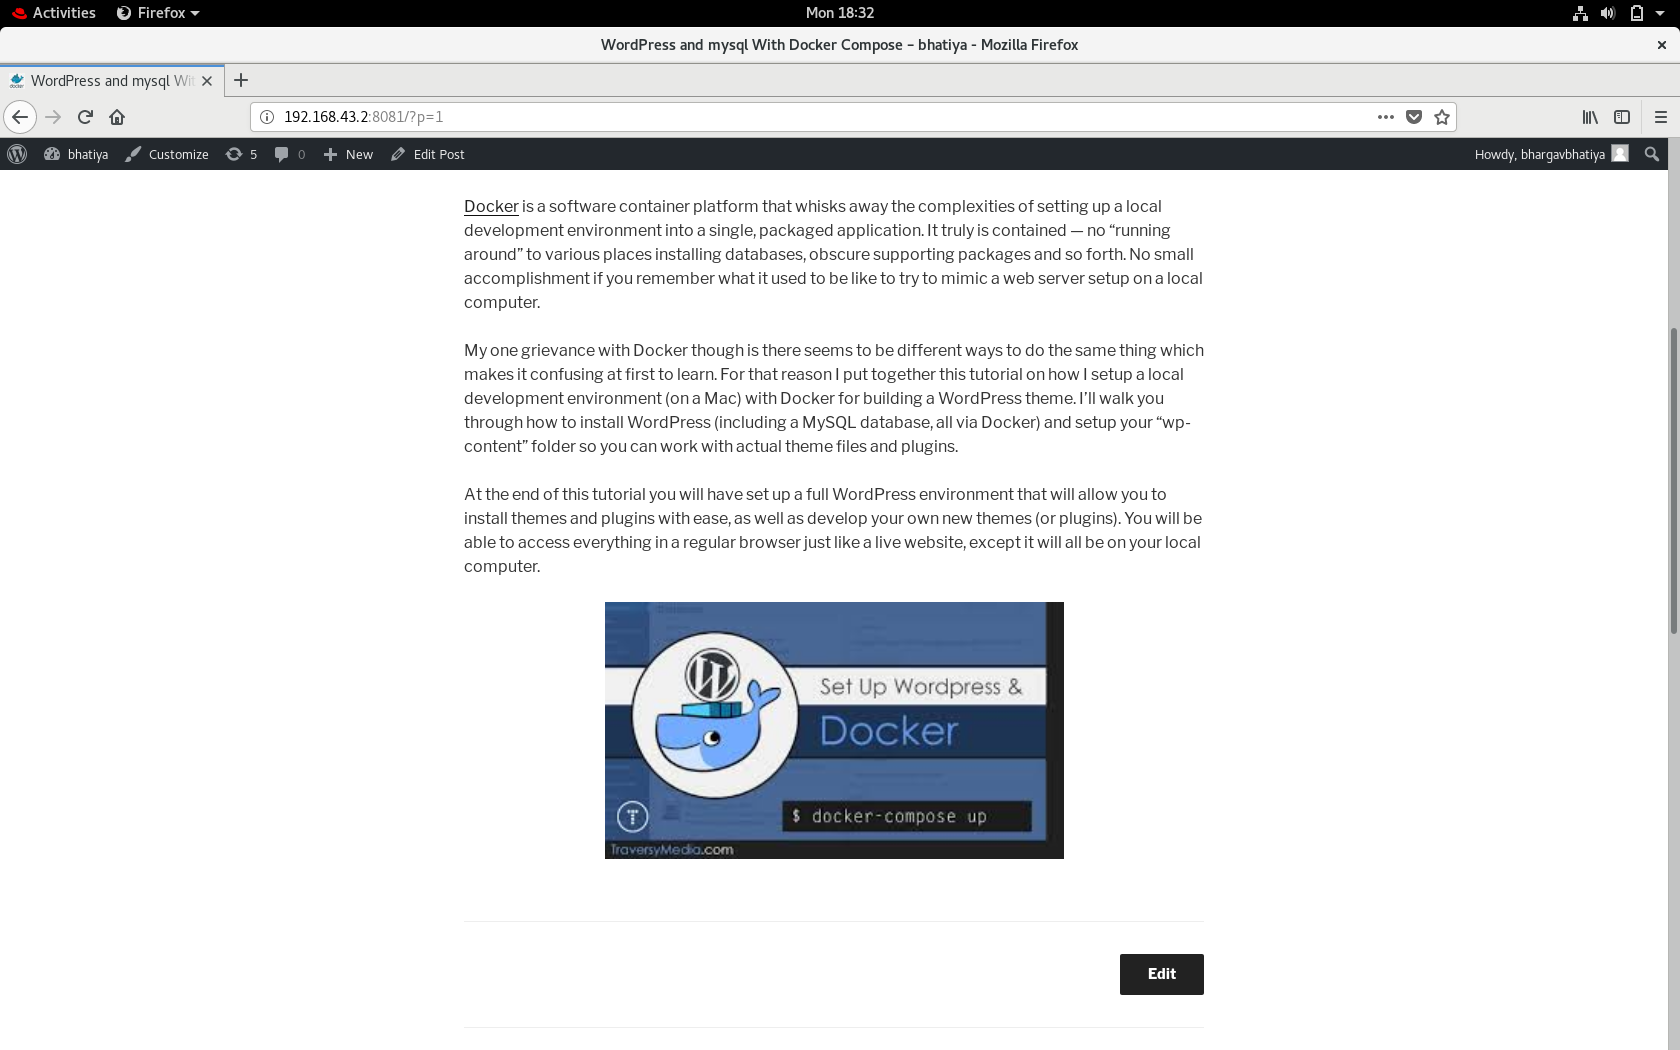 Activities
Firefox
Mon 18:32
WordPress and mysql With Docker Compose – bhatiya - Mozilla Firefox
WordPress and mysql Wit
192.168.43.2:8081/?p=1
bhatiya
Customize
5
0
New
Edit Post
Howdy, bhargavbhatiya
Docker is a software container platform that whisks away the complexities of setting up a local
development environment into a single, packaged application. It truly is contained — no “running
around” to various places installing databases, obscure supporting packages and so forth. No small
accomplishment if you remember what it used to be like to try to mimic a web server setup on a local
computer.
My one grievance with Docker though is there seems to be different ways to do the same thing which
makes it confusing at first to learn. For that reason I put together this tutorial on how I setup a local
development environment (on a Mac) with Docker for building a WordPress theme. I’ll walk you
through how to install WordPress (including a MySQL database, all via Docker) and setup your “wp-
content” folder so you can work with actual theme files and plugins.
At the end of this tutorial you will have set up a full WordPress environment that will allow you to
install themes and plugins with ease, as well as develop your own new themes (or plugins). You will be
able to access everything in a regular browser just like a live website, except it will all be on your local
computer.
Set Up Wordpress &
Docker
$ docker-compose up
TraversyMedia.com
Edit